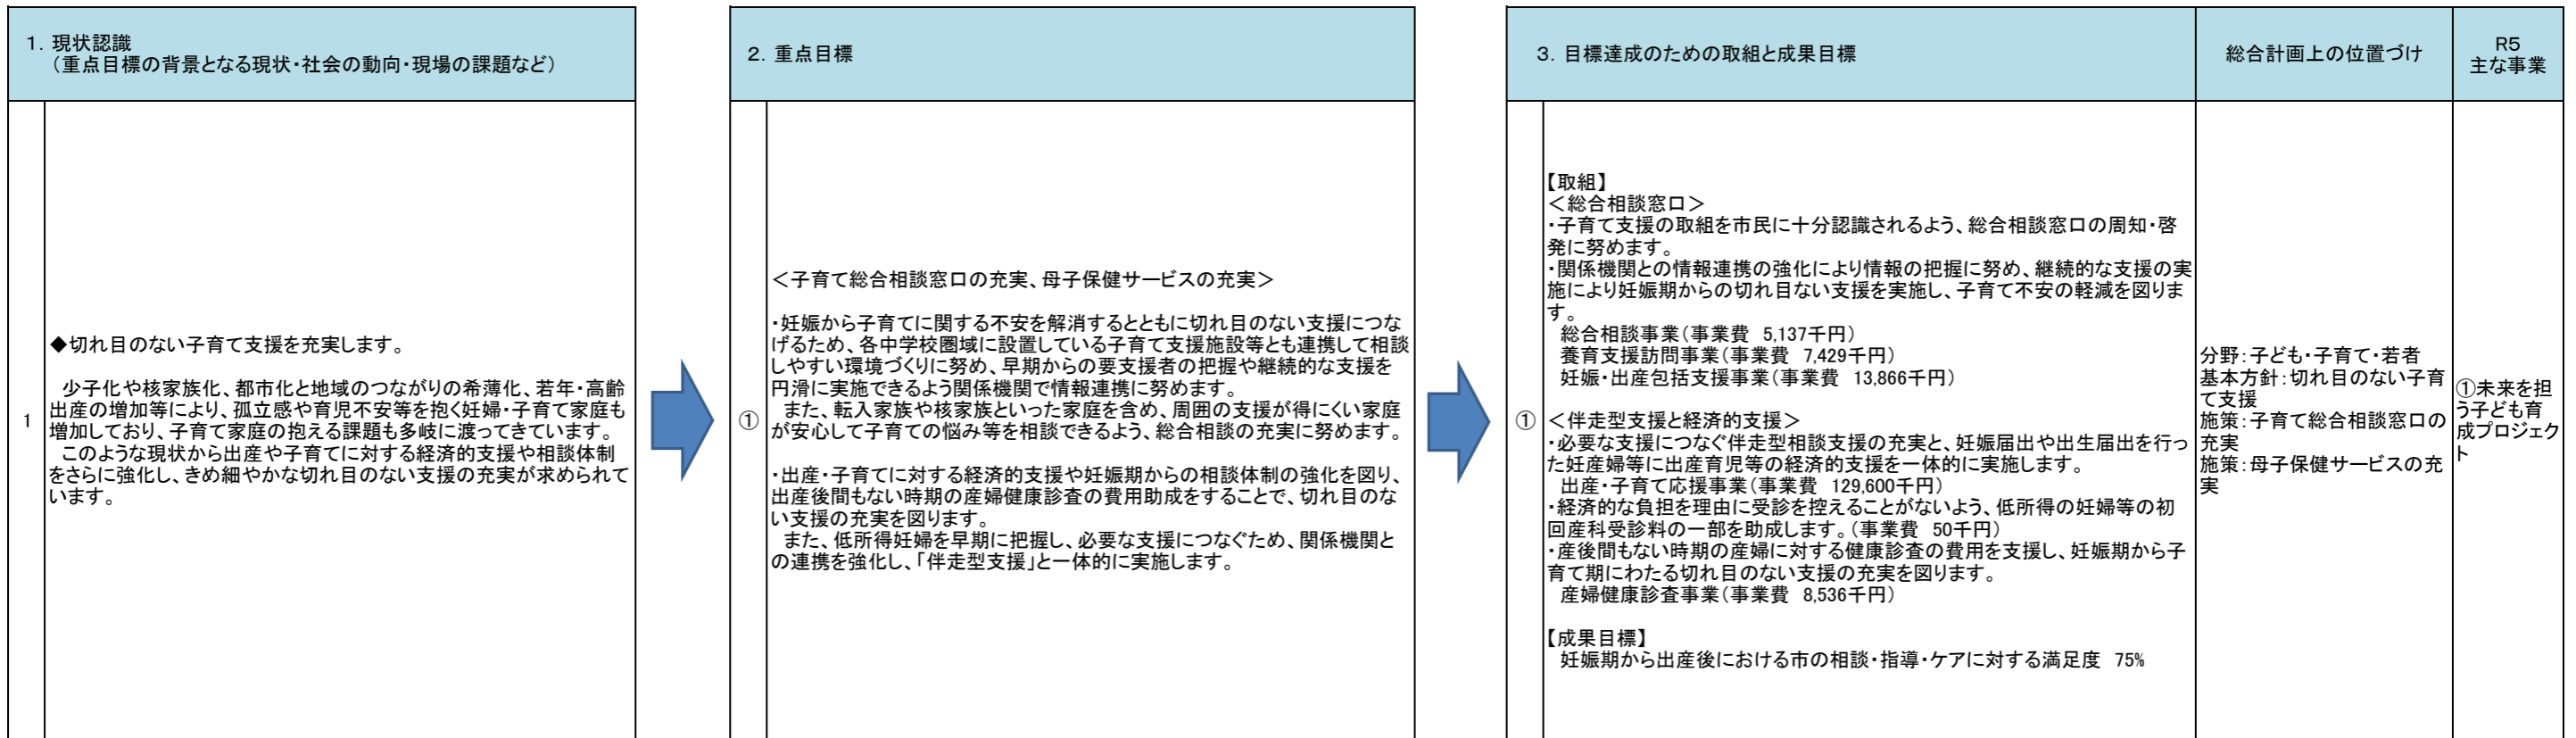 1．現状認識
（重点目標の背景となる現状・社会の動向・現場の課題など）
2．重点目標
3．目標達成のための取組と成果目標
総合計画上の位置づけ
R5
主な事業
1
◆切れ目のない子育て支援を充実します。
少子化や核家族化、都市化と地域のつながりの希薄化、若年・高齢
出産の増加等により、孤立感や育児不安等を抱く妊婦・子育て家庭も
増加しており、子育て家庭の抱える課題も多岐に渡ってきています。
このような現状から出産や子育てに対する経済的支援や相談体制
をさらに強化し、きめ細やかな切れ目のない支援の充実が求められて
います。
①
＜子育て総合相談窓口の充実、母子保健サービスの充実＞
・妊娠から子育てに関する不安を解消するとともに切れ目のない支援につな
げるため、各中学校圏域に設置している子育て支援施設等とも連携して相談
しやすい環境づくりに努め、早期からの要支援者の把握や継続的な支援を
円滑に実施できるよう関係機関で情報連携に努めます。
また、転入家族や核家族といった家庭を含め、周囲の支援が得にくい家庭
が安心して子育ての悩み等を相談できるよう、総合相談の充実に努めます。
・出産・子育てに対する経済的支援や妊娠期からの相談体制の強化を図り、
出産後間もない時期の産婦健康診査の費用助成をすることで、切れ目のな
い支援の充実を図ります。
また、低所得妊婦を早期に把握し、必要な支援につなぐため、関係機関と
の連携を強化し、「伴走型支援」と一体的に実施します。
①
【取組】
＜総合相談窓口＞
・子育て支援の取組を市民に十分認識されるよう、総合相談窓口の周知・啓
発に努めます。
・関係機関との情報連携の強化により情報の把握に努め、継続的な支援の実
施により妊娠期からの切れ目ない支援を実施し、子育て不安の軽減を図りま
す。
総合相談事業（事業費　5,137千円）
養育支援訪問事業（事業費　7,429千円）
妊娠・出産包括支援事業（事業費　13,866千円）
＜伴走型支援と経済的支援＞
・必要な支援につなぐ伴走型相談支援の充実と、妊娠届出や出生届出を行っ
た妊産婦等に出産育児等の経済的支援を一体的に実施します。
出産・子育て応援事業（事業費　129,600千円）
・経済的な負担を理由に受診を控えることがないよう、低所得の妊婦等の初
回産科受診料の一部を助成します。（事業費　50千円）
・産後間もない時期の産婦に対する健康診査の費用を支援し、妊娠期から子
育て期にわたる切れ目のない支援の充実を図ります。
産婦健康診査事業（事業費　8,536千円）
【成果目標】
妊娠期から出産後における市の相談・指導・ケアに対する満足度　75%
分野：子ども・子育て・若者
基本方針：切れ目のない子育
て支援
施策：子育て総合相談窓口の
充実
施策：母子保健サービスの充
実
①未来を担
う子ども育
成プロジェク
ト